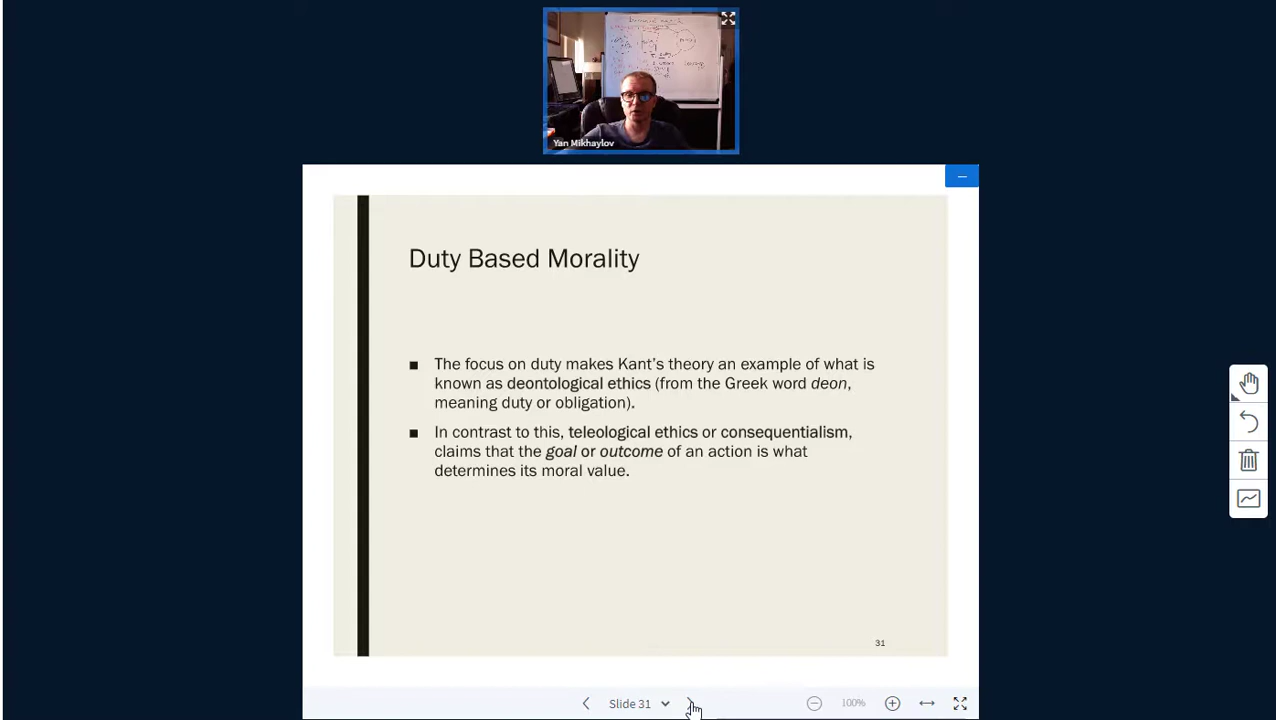 Yan Mikhaylov
Duty Based Morality
■ The focus on duty makes Kant's theory an example of what is
known as deontological ethics (from the Greek word deon,
meaning duty or obligation).
■ In contrast to this, teleological ethics or consequentialism,
claims that the goal or outcome of an action is what
determines its moral value.
31
Slide 31
100%